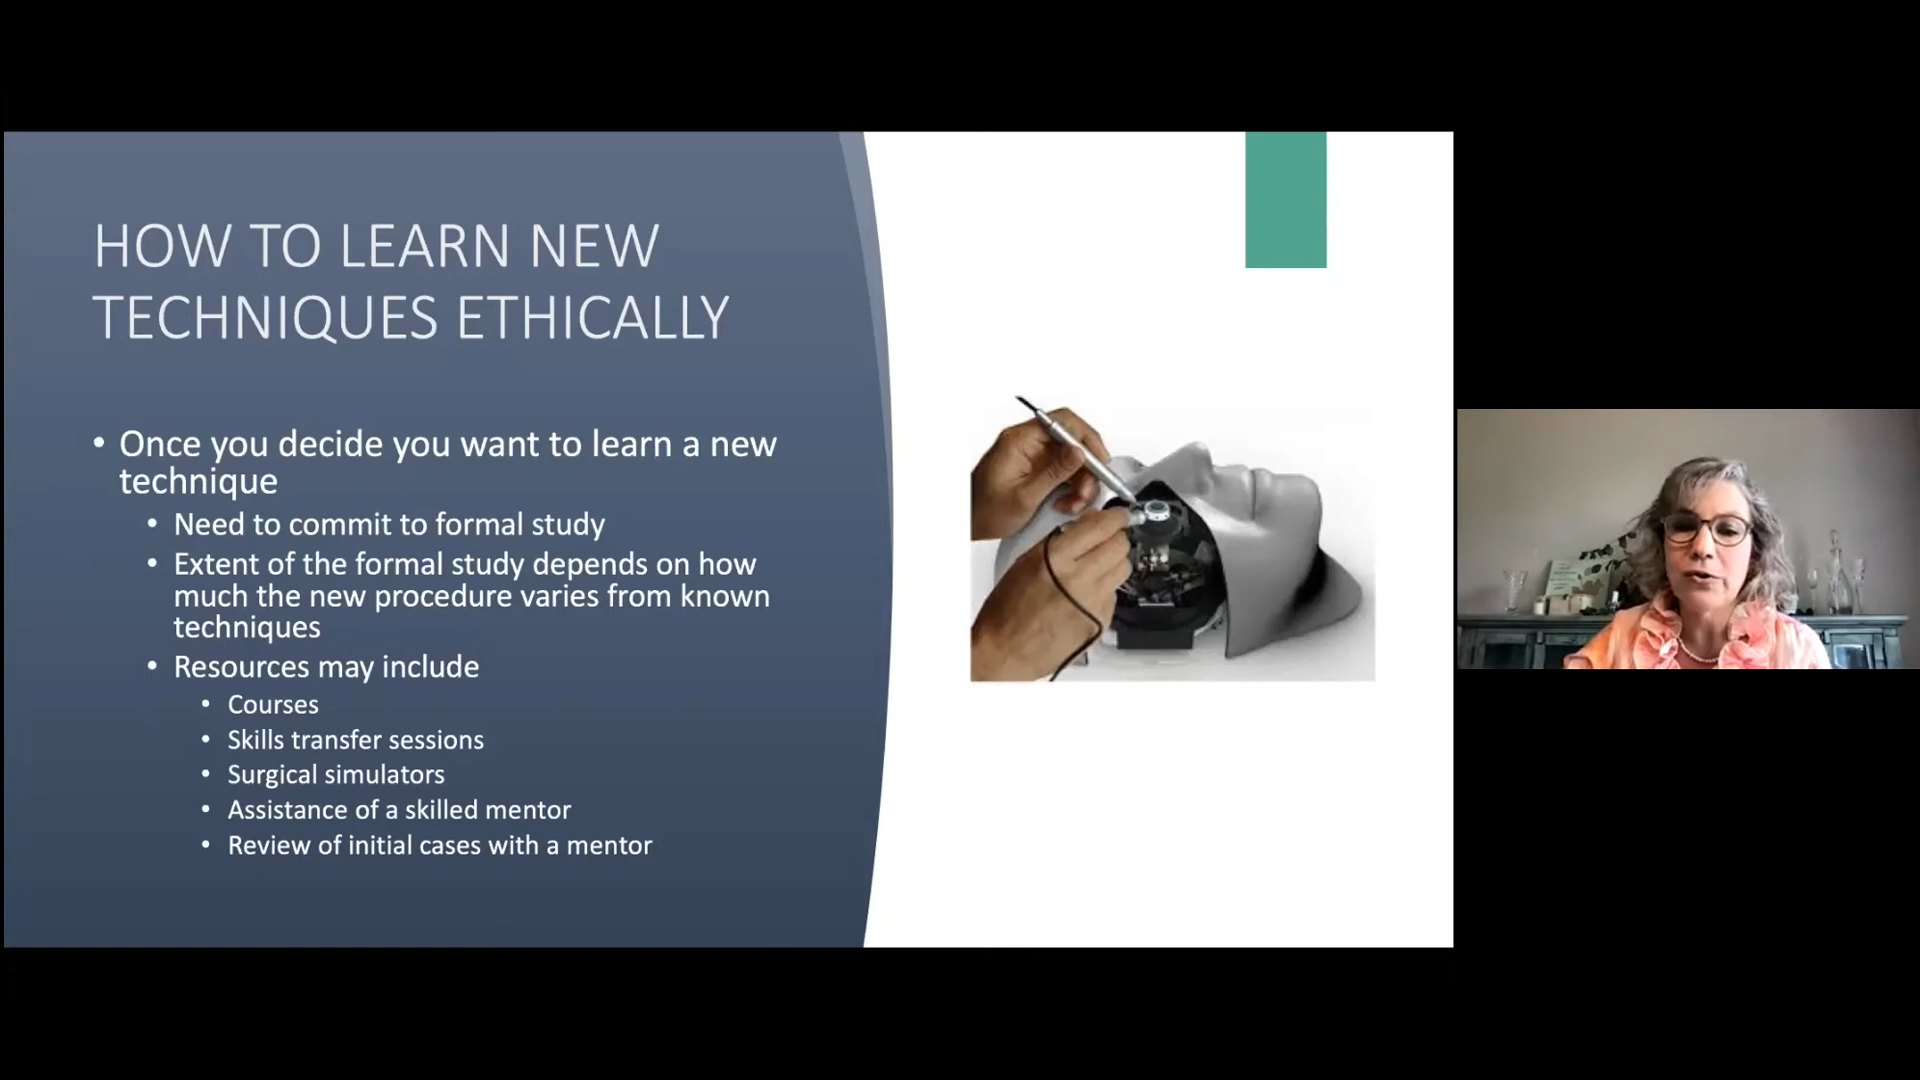 HOW TO LEARN NEW
TECHNIQUES ETHICALLY
• Once you decide you want to learn a new
technique
• Need to commit to formal study
• Extent of the formal study depends on how
much the new procedure varies from known
techniques
• Resources may include
• Courses
• Skills transfer sessions
• Surgical simulators
• Assistance of a skilled mentor
• Review of initial cases with a mentor